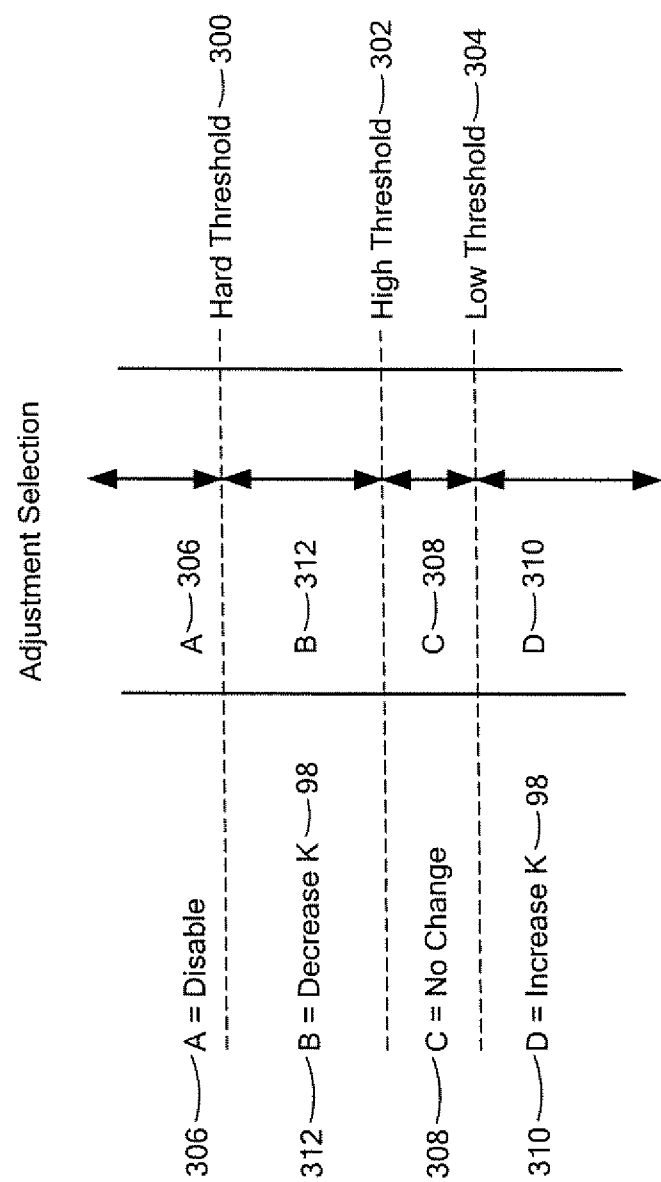 Adjustment Selection
306 A = Disable
A 306
Hard Threshold 300
312 B = Decrease K 98
B 312
High Threshold 302
308 C = No Change
C 308
Low Threshold 304
310 D = Increase K 98
D 310